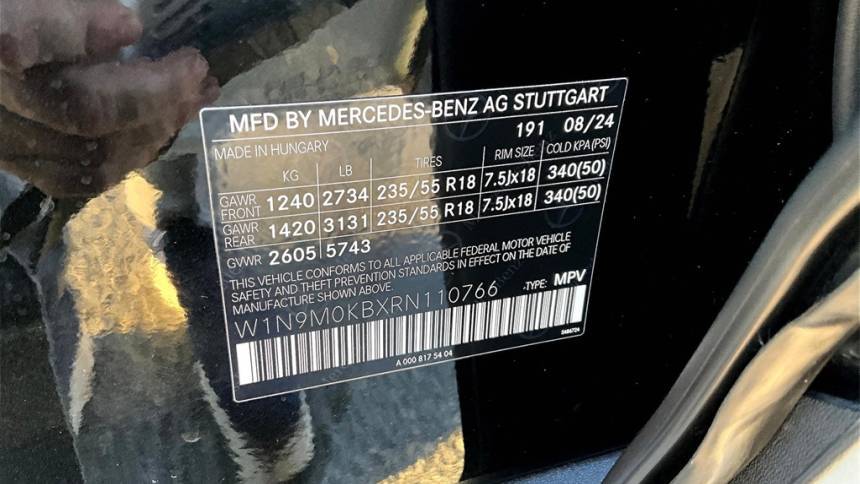 MFD BY MERCEDES-BENZ AG STUTTGART
MADE IN HUNGARY 191 08/24
KG LB TIRES RIM SIZE COLD KPA(PSI)
GAWR FRONT 1240 2734 235/55 R18 7.5Jx18 340(50)
GAWR REAR 1420 3131 235/55 R18 7.5Jx18 340(50)
GVWR 2605 5743
THIS VEHICLE CONFORMS TO ALL APPLICABLE FEDERAL MOTOR VEHICLE
SAFETY AND THEFT PREVENTION STANDARDS IN EFFECT ON THE DATE OF
MANUFACTURE SHOWN ABOVE.
W1N9M0KBXRN110766 -TYPE: MPV
A 000 817 54 04